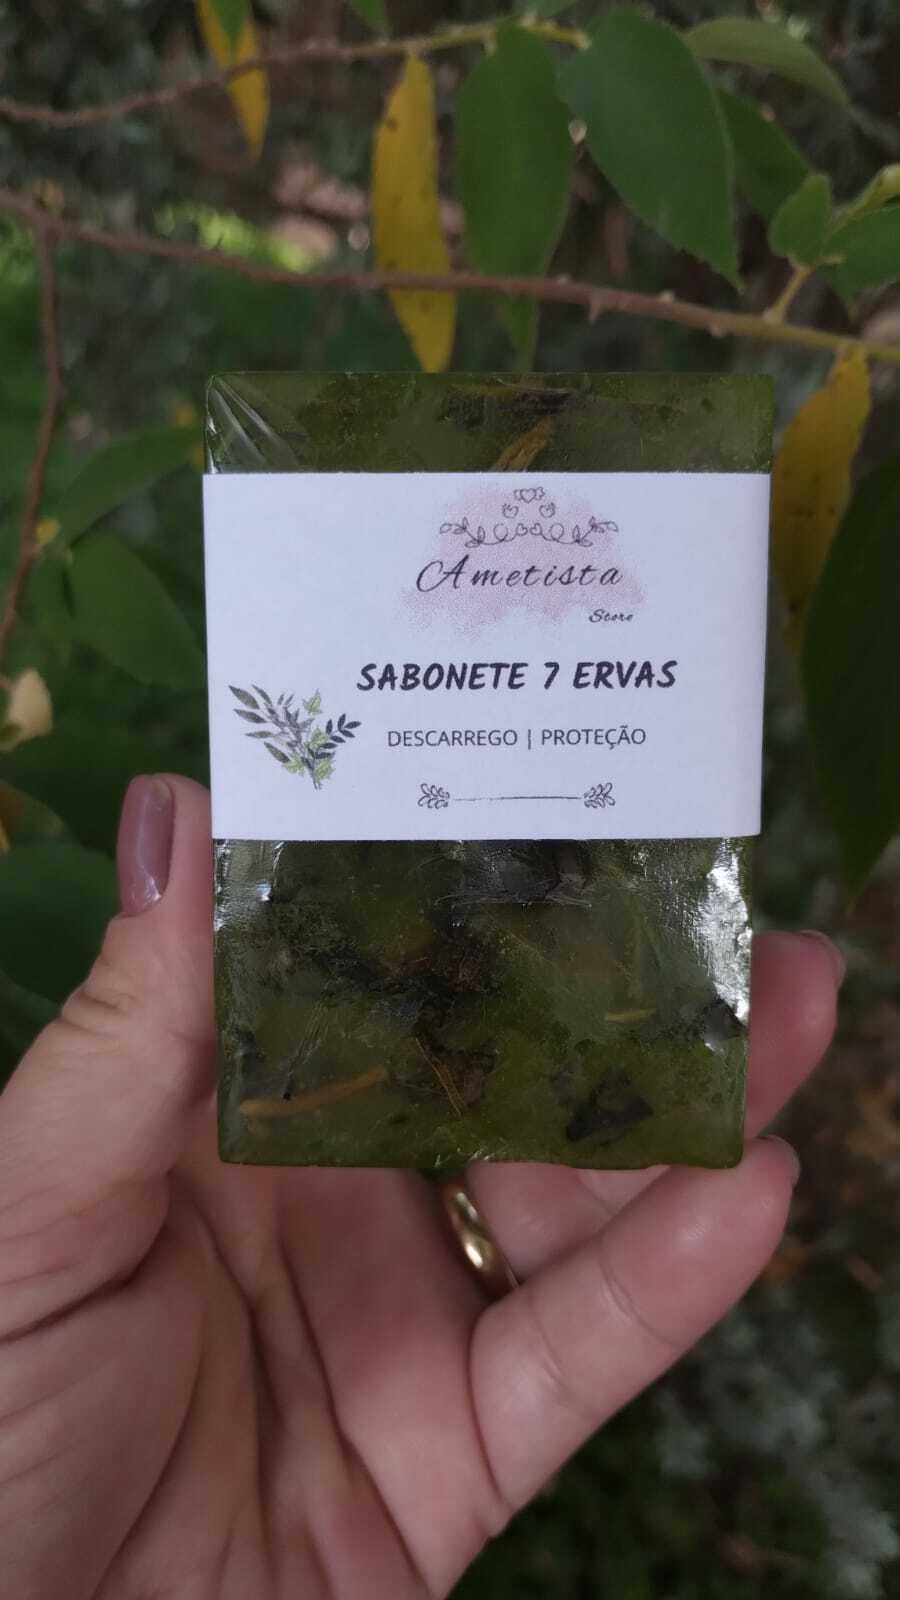 Ametista
Store
SABONETE 7 ERVAS
DESCARREGO | PROTEÇÃO